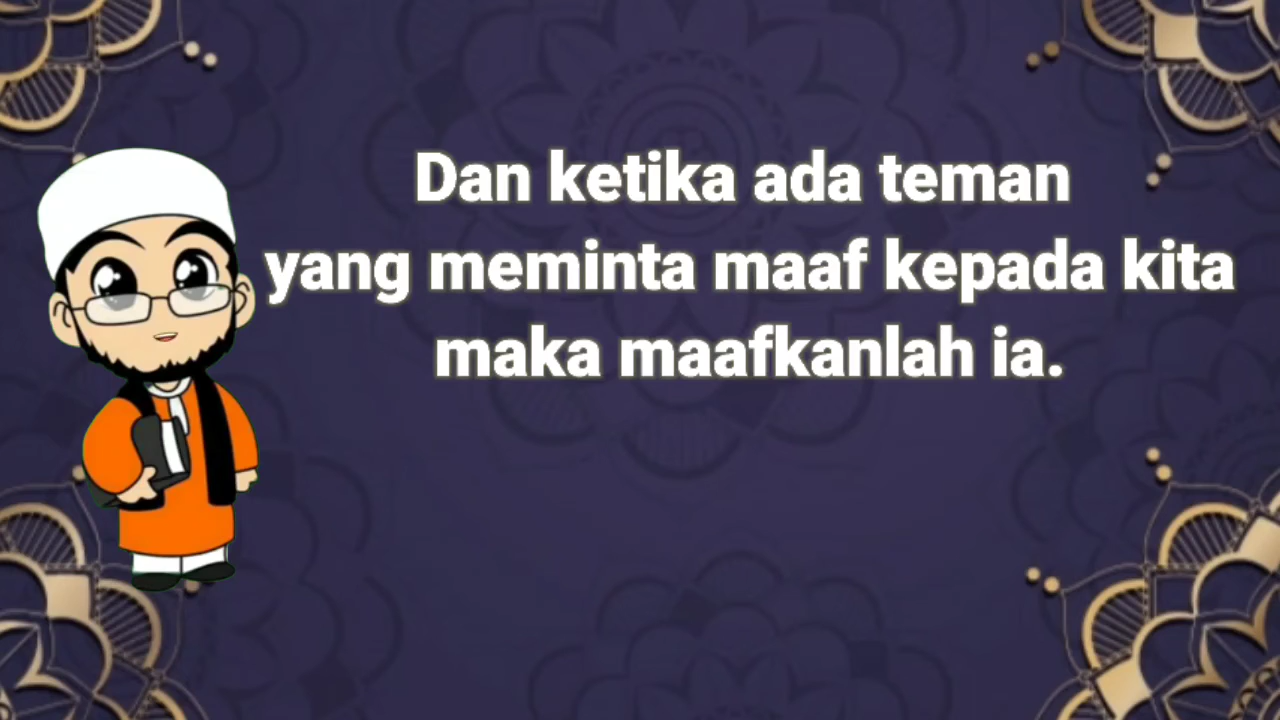 Dan ketika ada teman
yang meminta maaf kepada kita
maka maafkanlah ia.